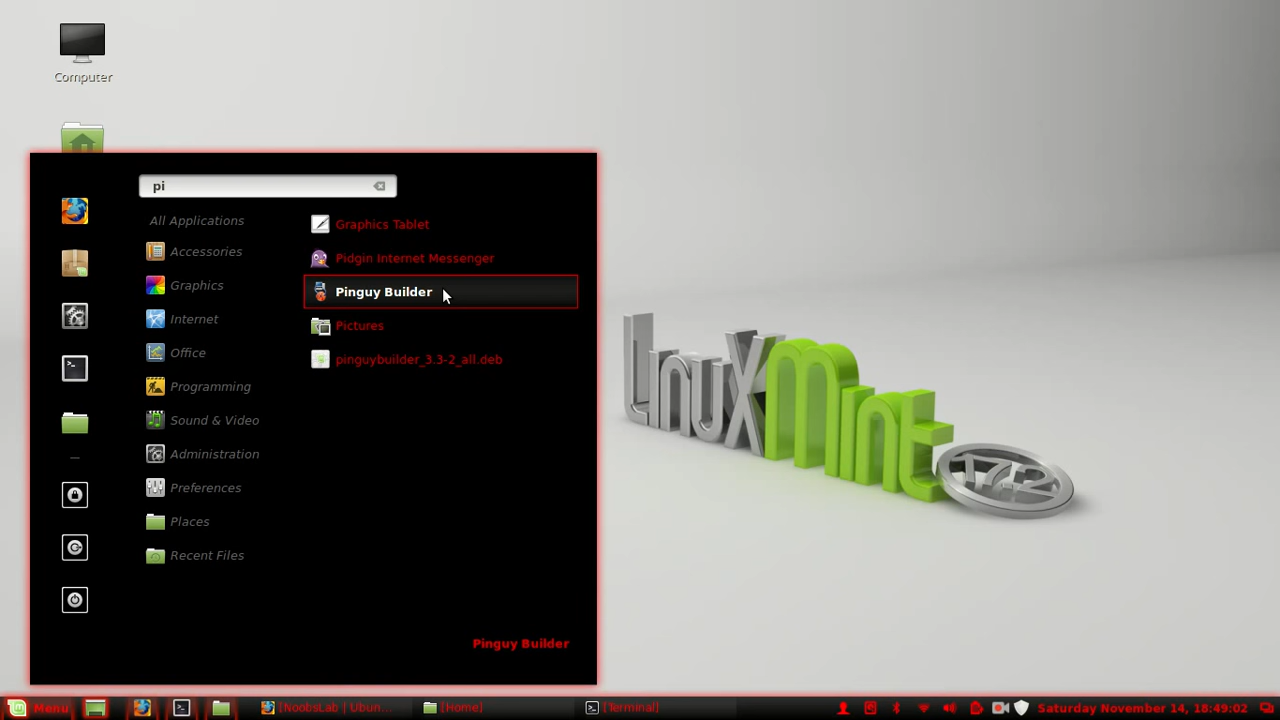 Computer
pi
All Applications
Accessories
Graphics
Internet
Office
Programming
Sound & Video
Administration
Preferences
Places
Recent Files
Graphics Tablet
Pidgin Internet Messenger
Pinguy Builder
Pictures
pinguybuilder_3.3-2_all.deb
Pinguy Builder
LinuxMint
17.2
Menu
[NoobsLab | Ubun...
[Home]
[Terminal]
Saturday November 14, 18:49:02